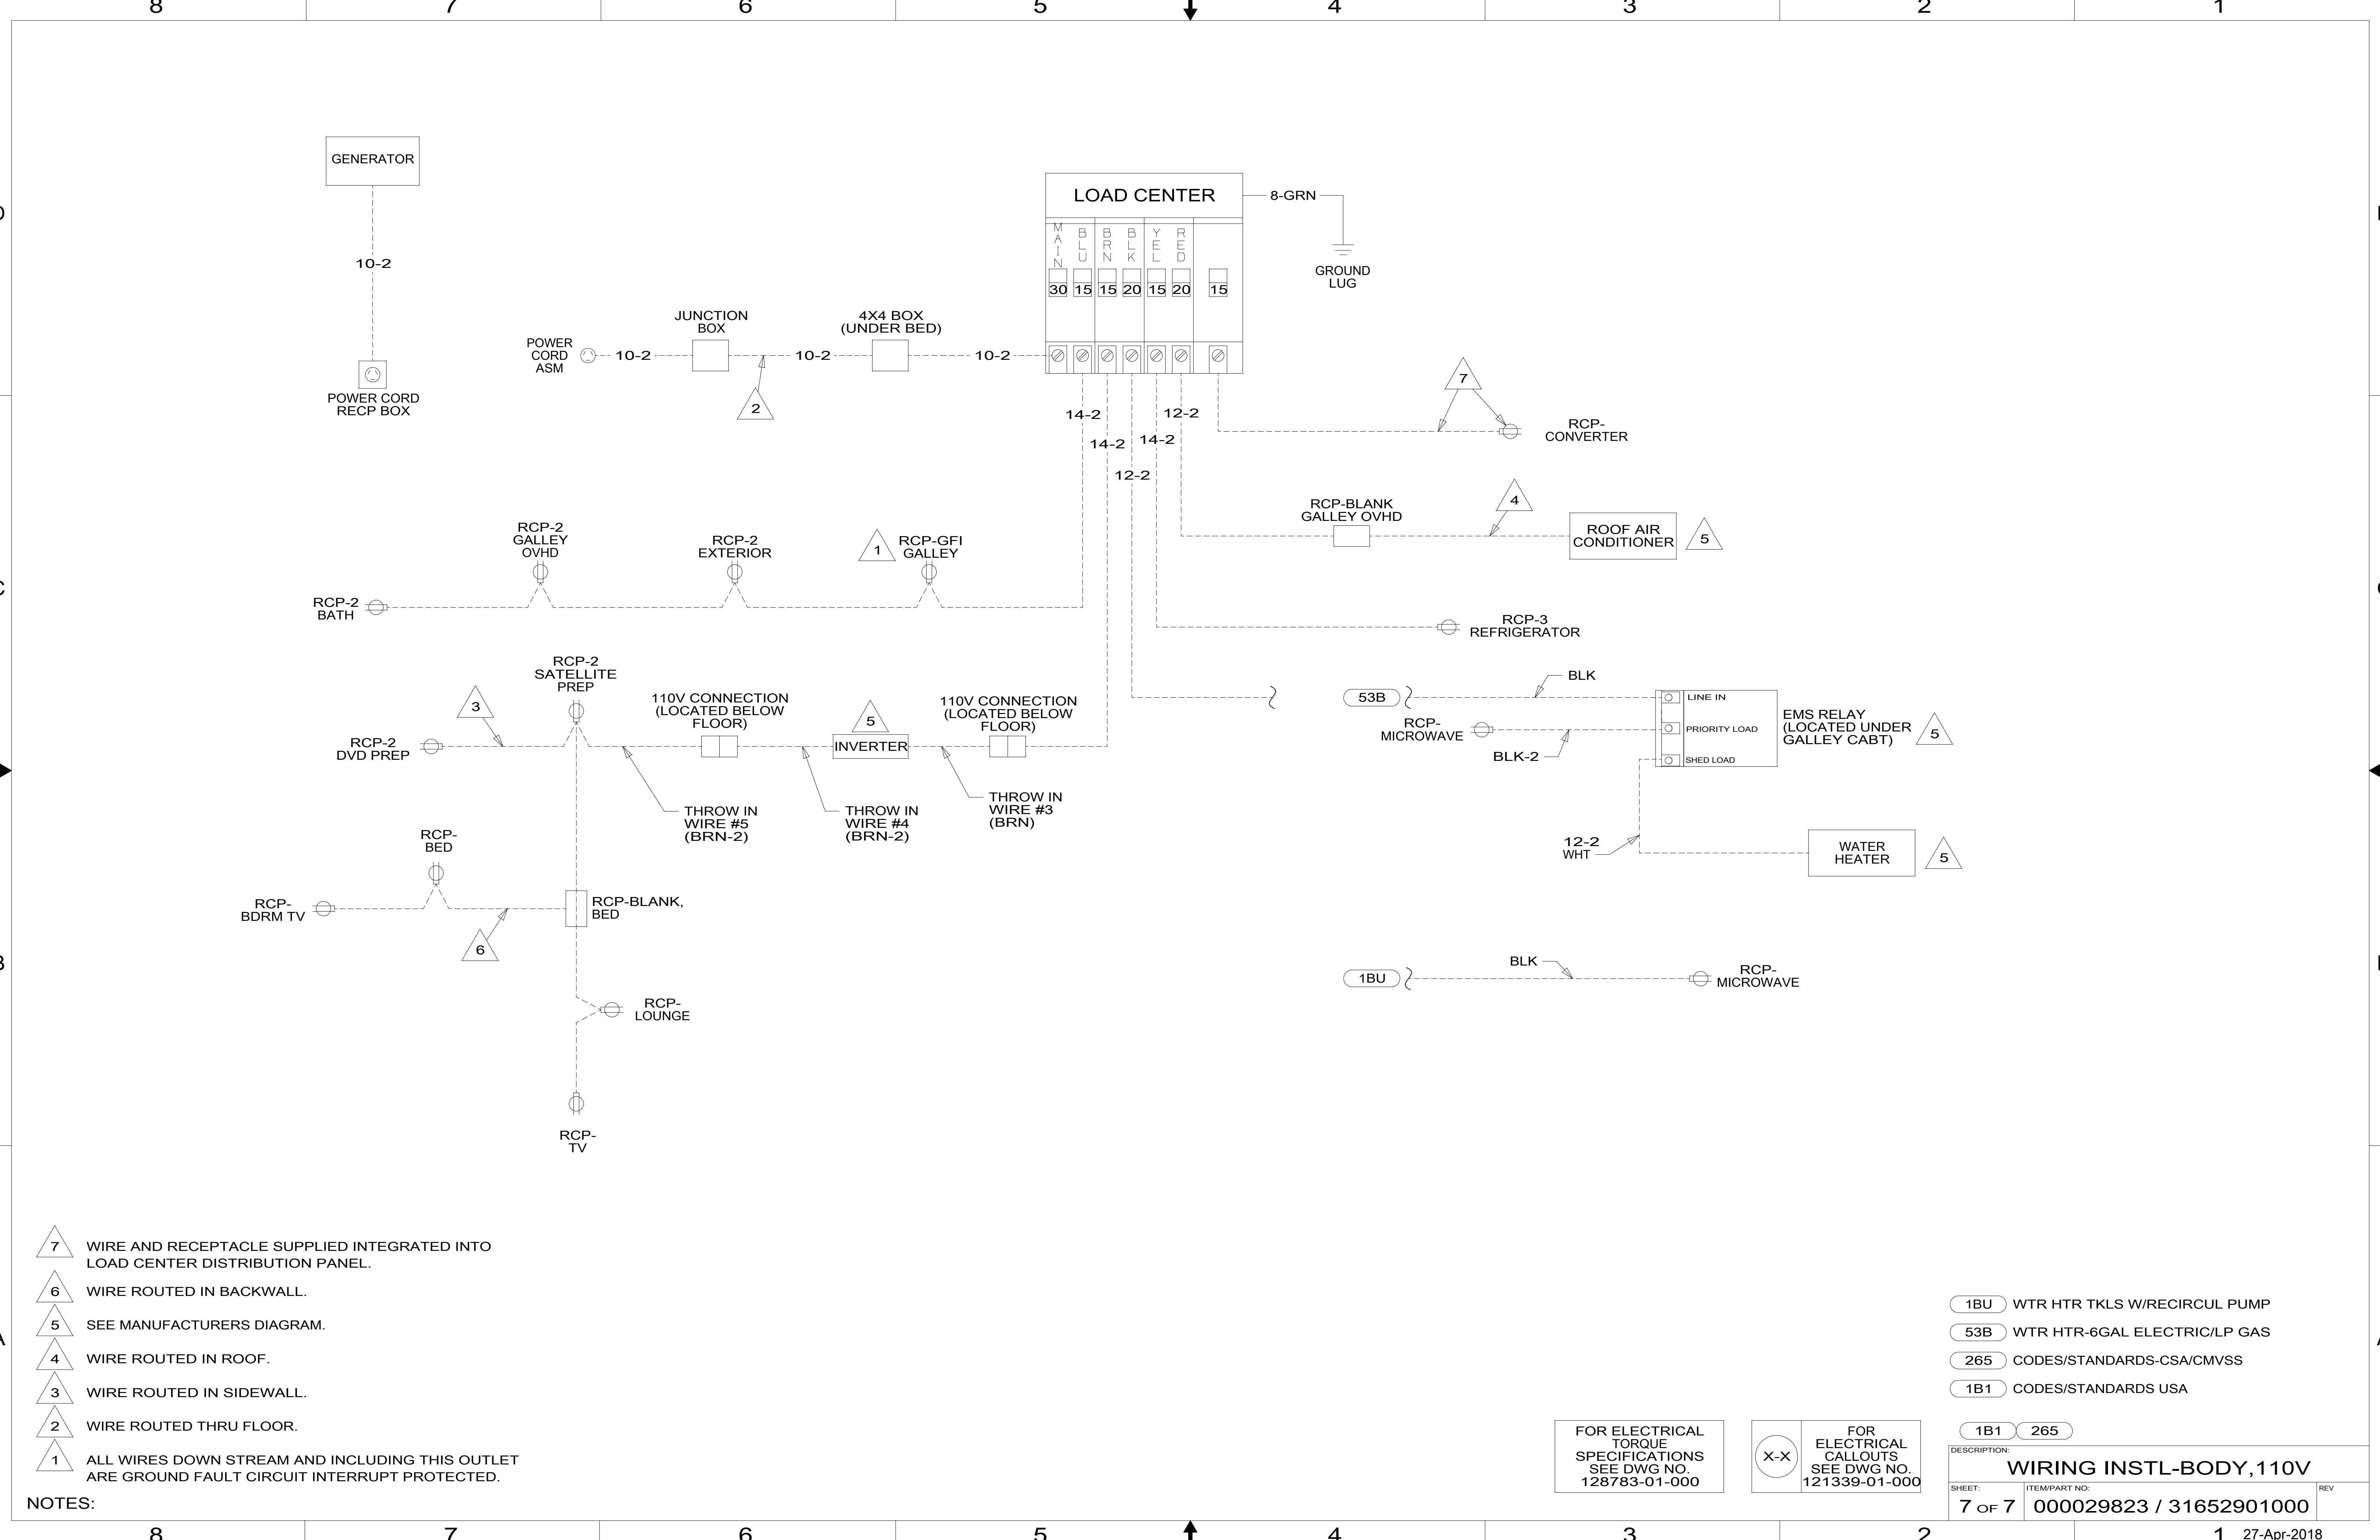 8 7 6 5 4 3 2 1
GENERATOR
10-2
POWER CORD
RECP BOX
LOAD CENTER
8-GRN
GROUND
LUG
MAIN BLU BRN BLK YEL RED
30 15 15 20 15 20 15
POWER
CORD
ASM
10-2
JUNCTION
BOX
10-2
2
4X4 BOX
(UNDER BED)
10-2
14-2
14-2
12-2
14-2
12-2
7
RCP-
CONVERTER
RCP-BLANK
GALLEY OVHD
4
ROOF AIR
CONDITIONER
5
RCP-2
GALLEY
OVHD
RCP-2
EXTERIOR
1
RCP-GFI
GALLEY
RCP-2
BATH
RCP-3
REFRIGERATOR
RCP-2
SATELLITE
PREP
3
RCP-2
DVD PREP
110V CONNECTION
(LOCATED BELOW
FLOOR)
5
INVERTER
110V CONNECTION
(LOCATED BELOW
FLOOR)
THROW IN
WIRE #5
(BRN-2)
THROW IN
WIRE #4
(BRN-2)
THROW IN
WIRE #3
(BRN)
53B
BLK
RCP-
MICROWAVE
BLK-2
LINE IN
PRIORITY LOAD
SHED LOAD
EMS RELAY
(LOCATED UNDER
GALLEY CABT)
5
12-2
WHT
WATER
HEATER
5
RCP-
BED
RCP-
BDRM TV
6
RCP-BLANK,
BED
RCP-
LOUNGE
RCP-
TV
1BU
BLK
RCP-
MICROWAVE
7 WIRE AND RECEPTACLE SUPPLIED INTEGRATED INTO
LOAD CENTER DISTRIBUTION PANEL.
6 WIRE ROUTED IN BACKWALL.
5 SEE MANUFACTURERS DIAGRAM.
4 WIRE ROUTED IN ROOF.
3 WIRE ROUTED IN SIDEWALL.
2 WIRE ROUTED THRU FLOOR.
1 ALL WIRES DOWN STREAM AND INCLUDING THIS OUTLET
ARE GROUND FAULT CIRCUIT INTERRUPT PROTECTED.
NOTES:
1BU WTR HTR TKLS W/RECIRCUL PUMP
53B WTR HTR-6GAL ELECTRIC/LP GAS
265 CODES/STANDARDS-CSA/CMVSS
1B1 CODES/STANDARDS USA
FOR ELECTRICAL
TORQUE
SPECIFICATIONS
SEE DWG NO.
128783-01-000
X-X
FOR
ELECTRICAL
CALLOUTS
SEE DWG NO.
121339-01-000
1B1 265
DESCRIPTION:
WIRING INSTL-BODY,110V
SHEET: ITEM/PART NO: REV
7 OF 7 000029823 / 31652901000
8 7 6 5 4 3 2 1
27-Apr-2018